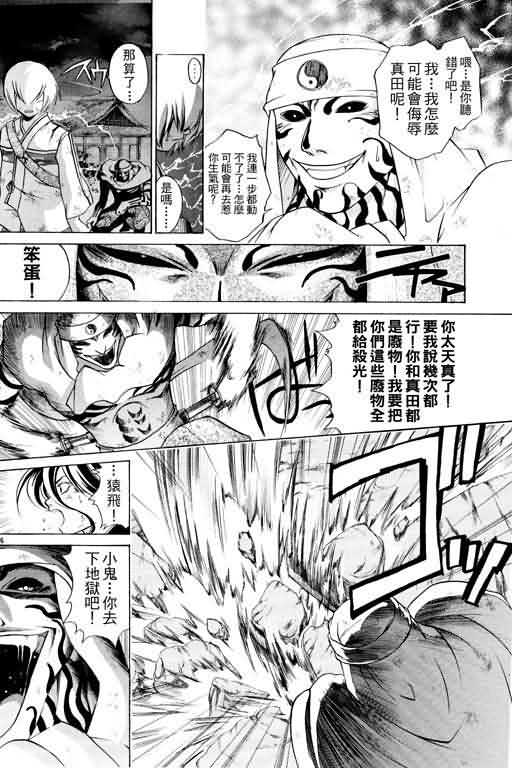 喂…是你聽
錯了吧！
我…我怎麼
可能會侮辱
真田呢！
我連一步都動
不了了…怎麼
可能會再去惹
你生氣呢？
……
是嗎…
那算了…
笨蛋！
你太天真了！
要我說幾次都
行！你和真田都
是廢物！我要把
你們這些廢物全
都給殺光！
…猿飛！
小鬼…你去
下地獄吧！